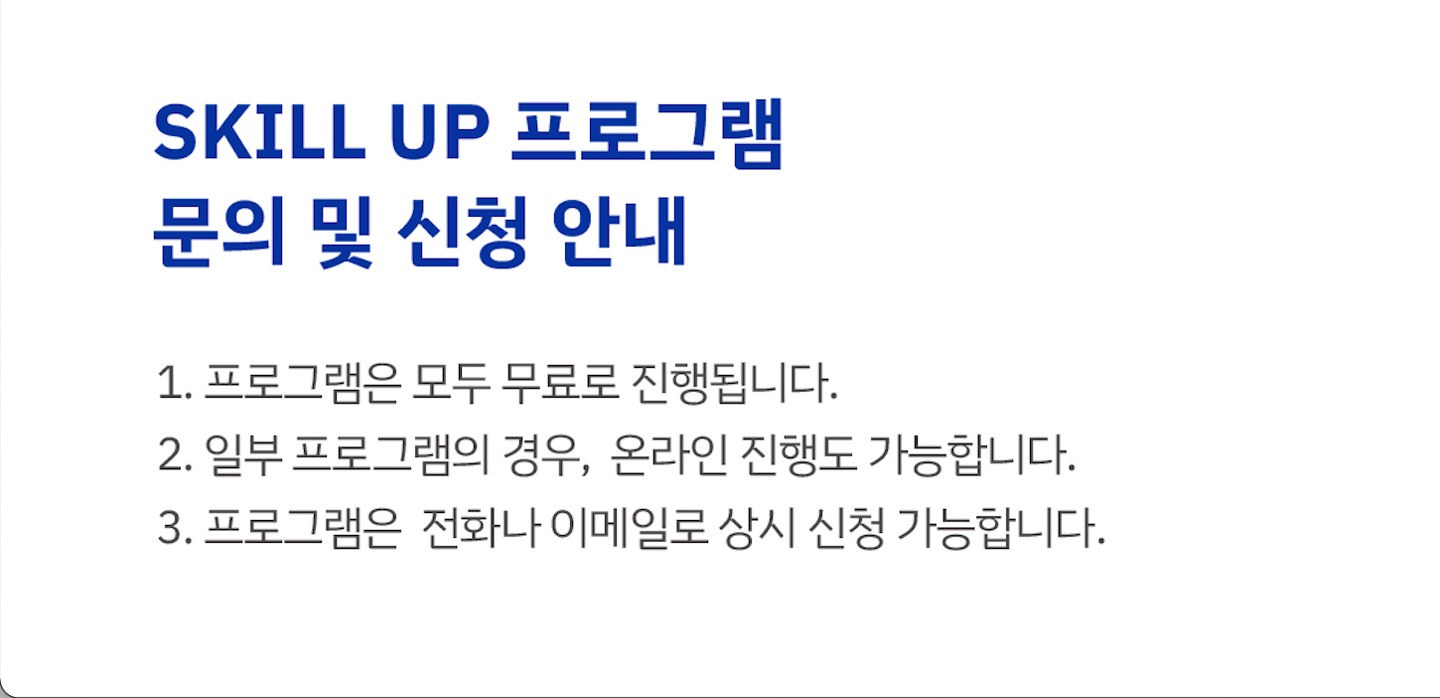 SKILL UP 프로그램
문의 및 신청 안내
1. 프로그램은 모두 무료로 진행됩니다.
2. 일부 프로그램의 경우, 온라인 진행도 가능합니다.
3. 프로그램은 전화나 이메일로 상시 신청 가능합니다.